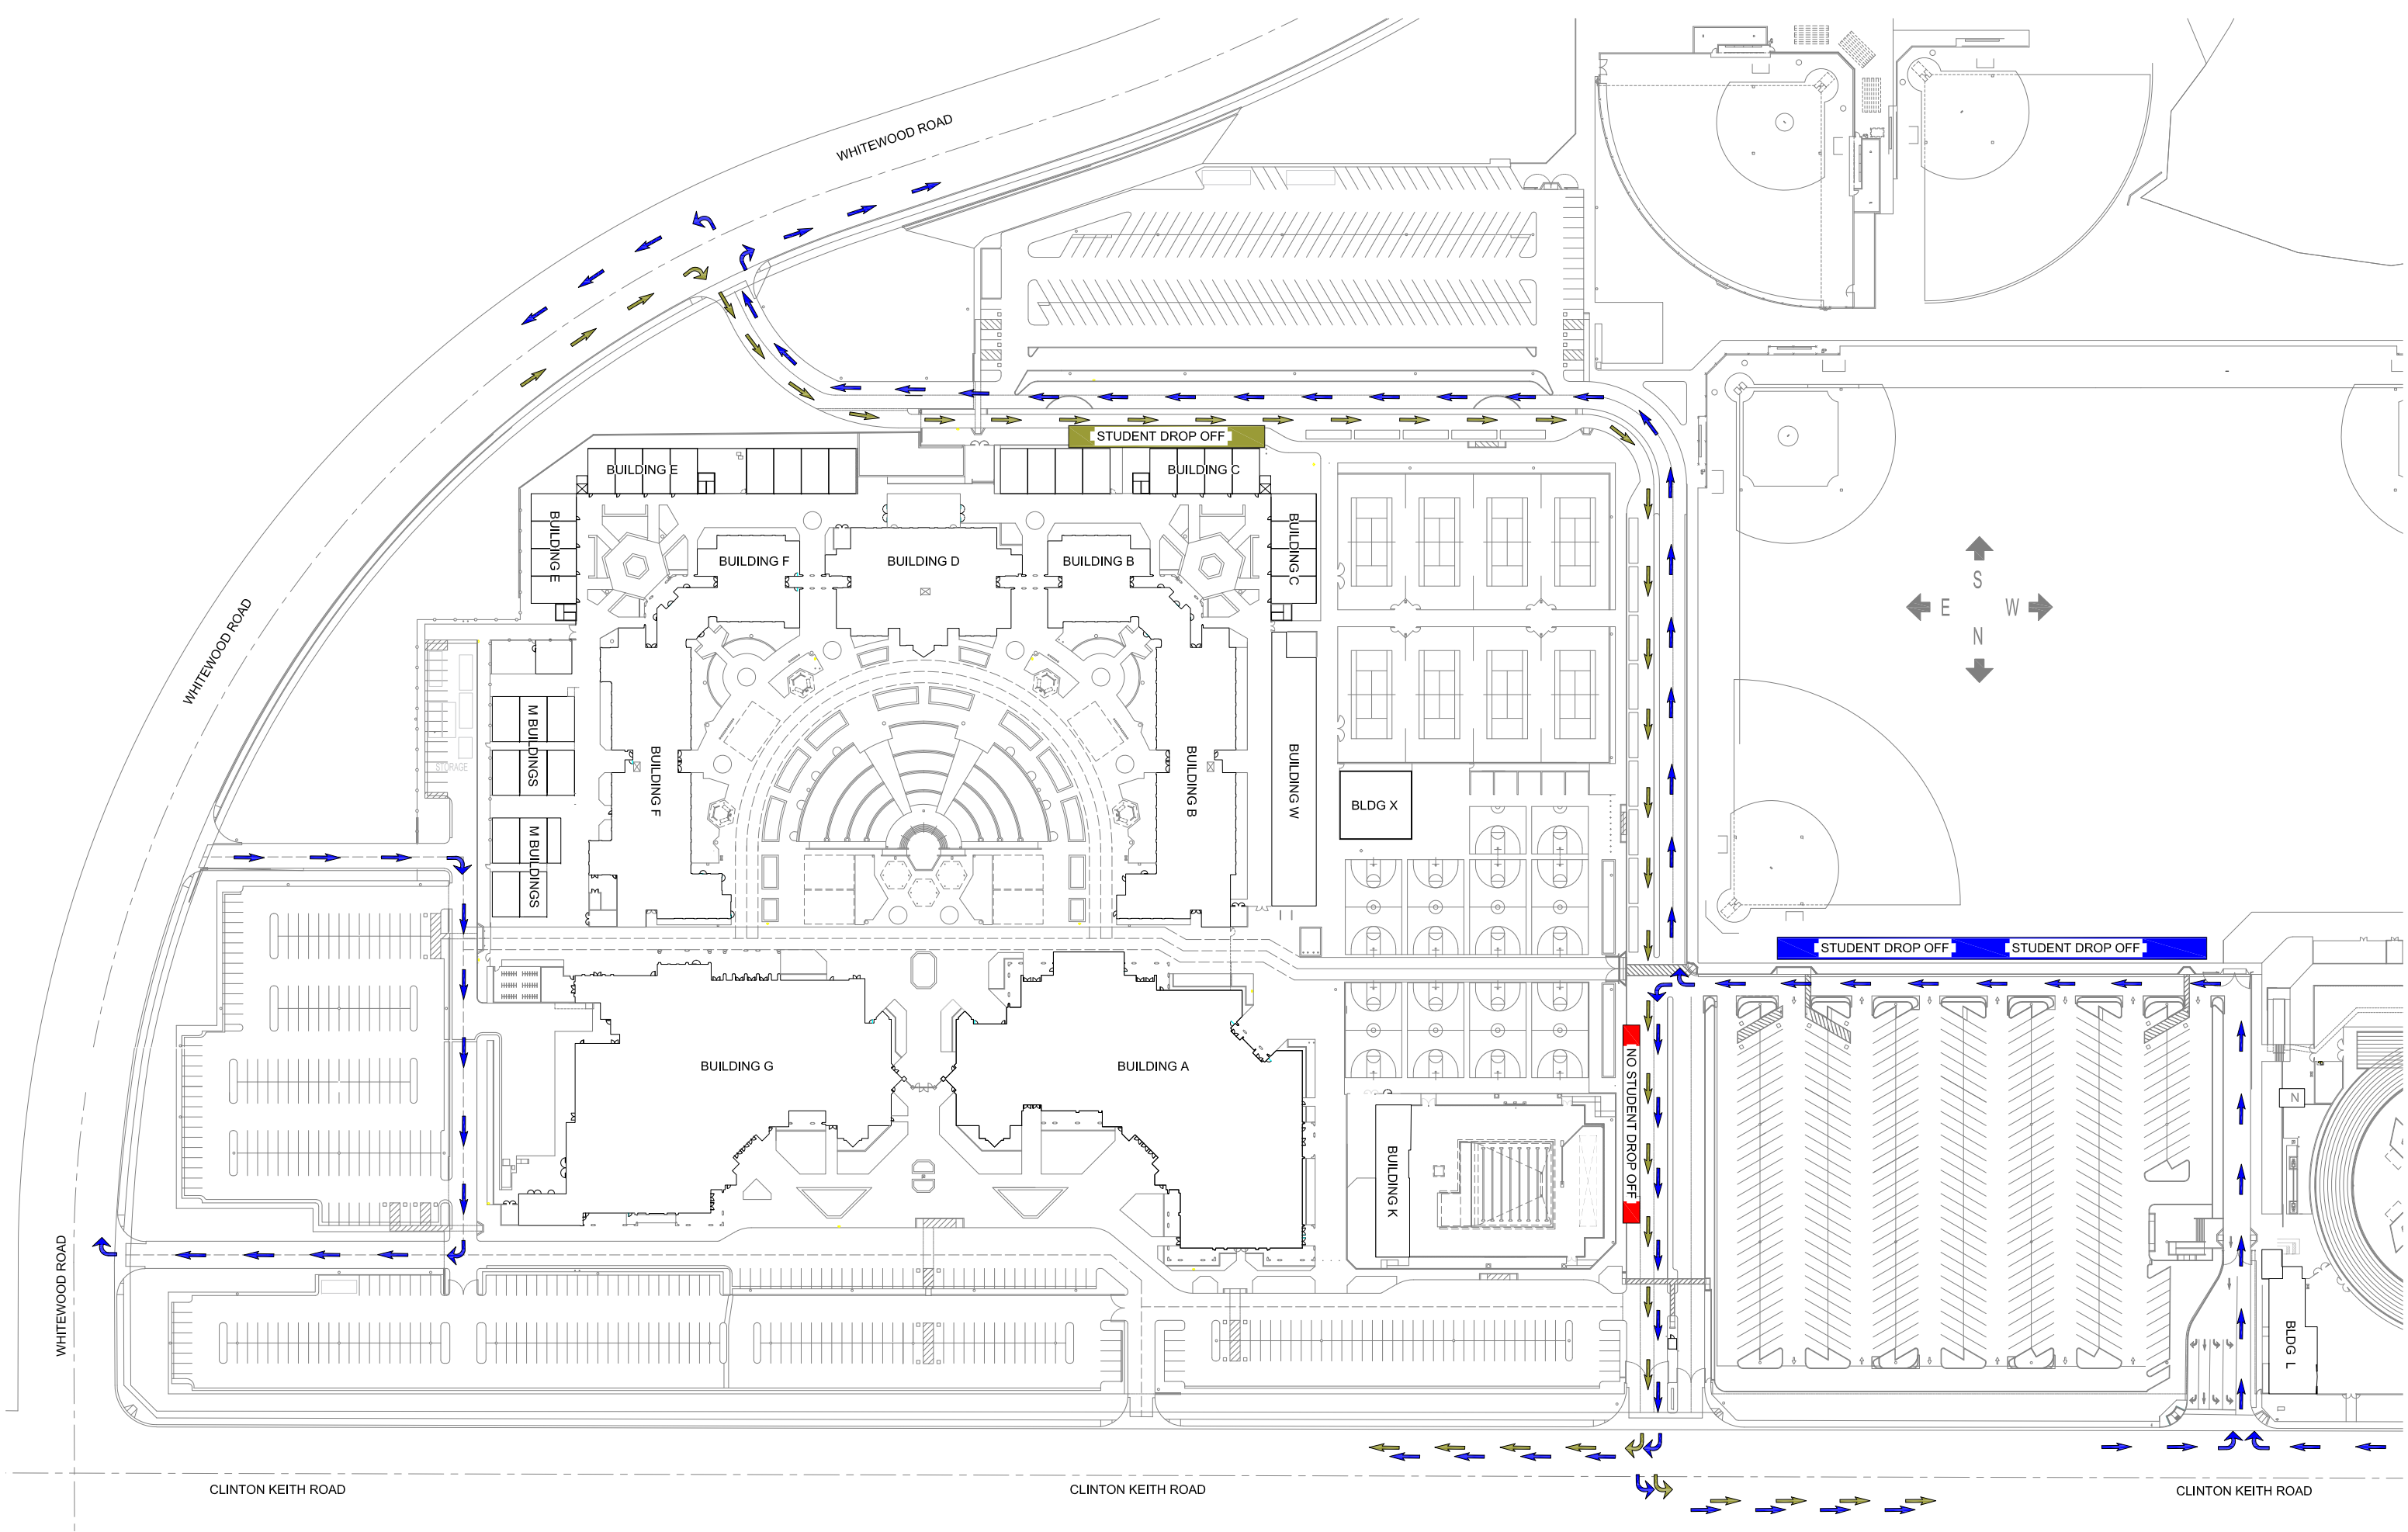 WHITEWOOD ROAD
STUDENT DROP OFF
BUILDING E
BUILDING C
BUILDING E
BUILDING C
BUILDING F
BUILDING D
BUILDING B
S
E
W
N
WHITEWOOD ROAD
M BUILDINGS
STORAGE
BUILDING F
BUILDING B
BUILDING W
BLDG X
M BUILDINGS
STUDENT DROP OFF
STUDENT DROP OFF
BUILDING G
BUILDING A
NO STUDENT DROP OFF
N
BUILDING K
WHITEWOOD ROAD
BLDG L
CLINTON KEITH ROAD
CLINTON KEITH ROAD
CLINTON KEITH ROAD